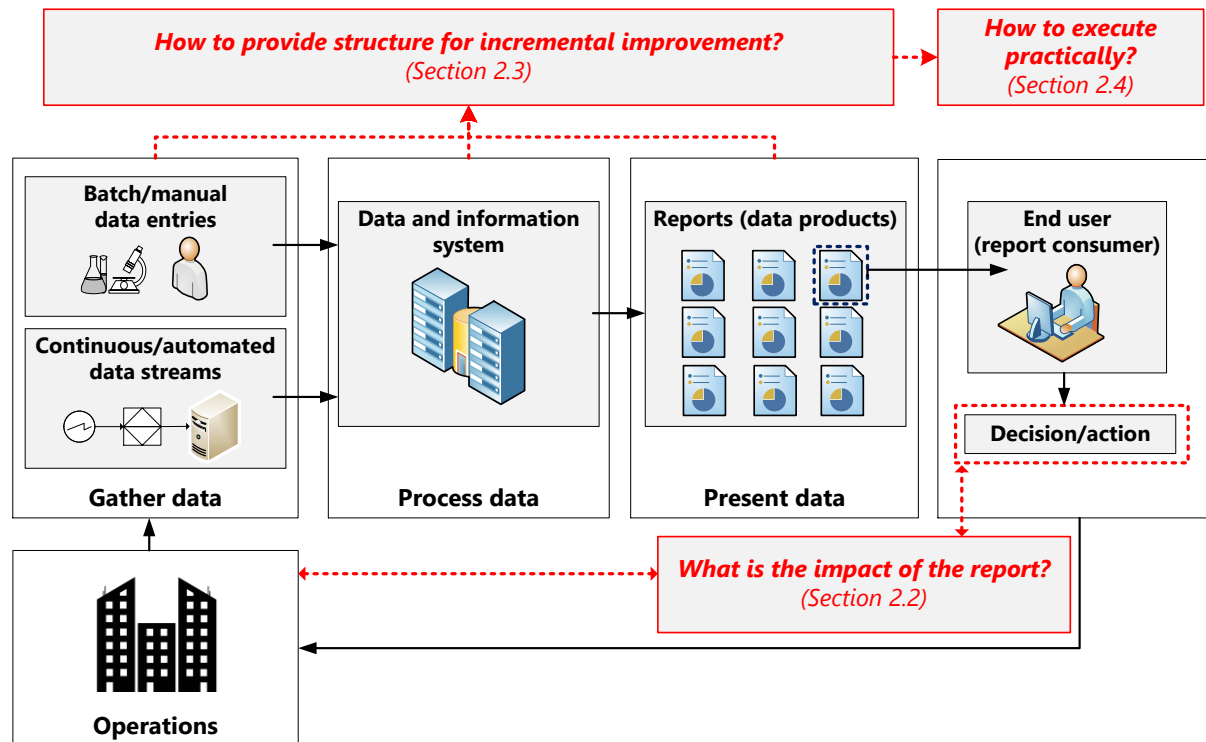 How to provide structure for incremental improvement?
(Section 2.3)
How to execute
practically?
(Section 2.4)
Batch/manual
data entries
Continuous/automated
data streams
Gather data
Data and information
system
Process data
Reports (data products)
Present data
End user
(report consumer)
Decision/action
What is the impact of the report?
(Section 2.2)
Operations